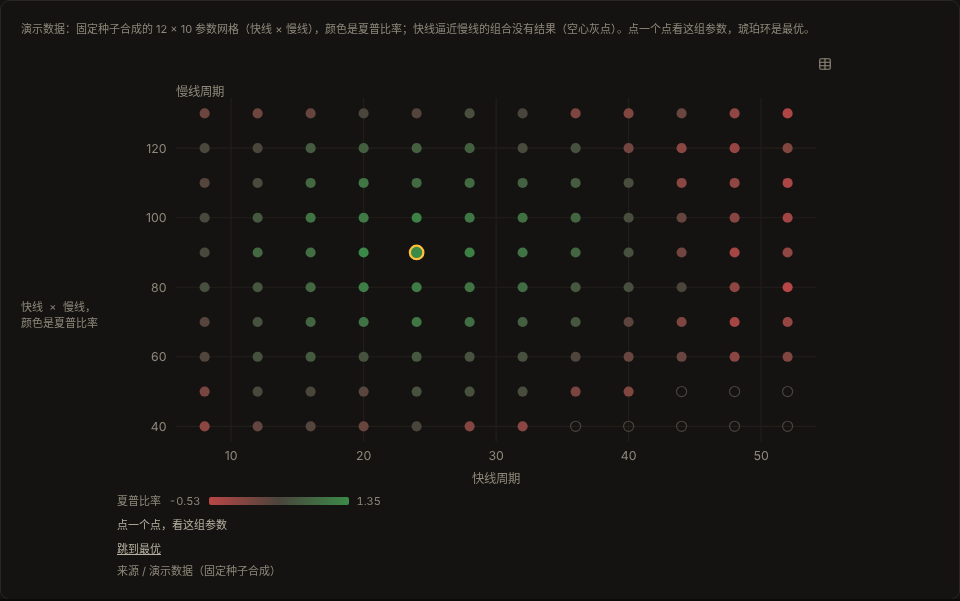 演示数据：固定种子合成的 12 × 10 参数网格（快线 × 慢线），颜色是夏普比率；快线逼近慢线的组合没有结果（空心灰点）。点一个点看这组参数，琥珀环是最优。
慢线周期
120
100
80
60
40
快线 × 慢线，
颜色是夏普比率
10 20 30 40 50
快线周期
夏普比率 -0.53 1.35
点一个点，看这组参数
跳到最优
来源 / 演示数据（固定种子合成）